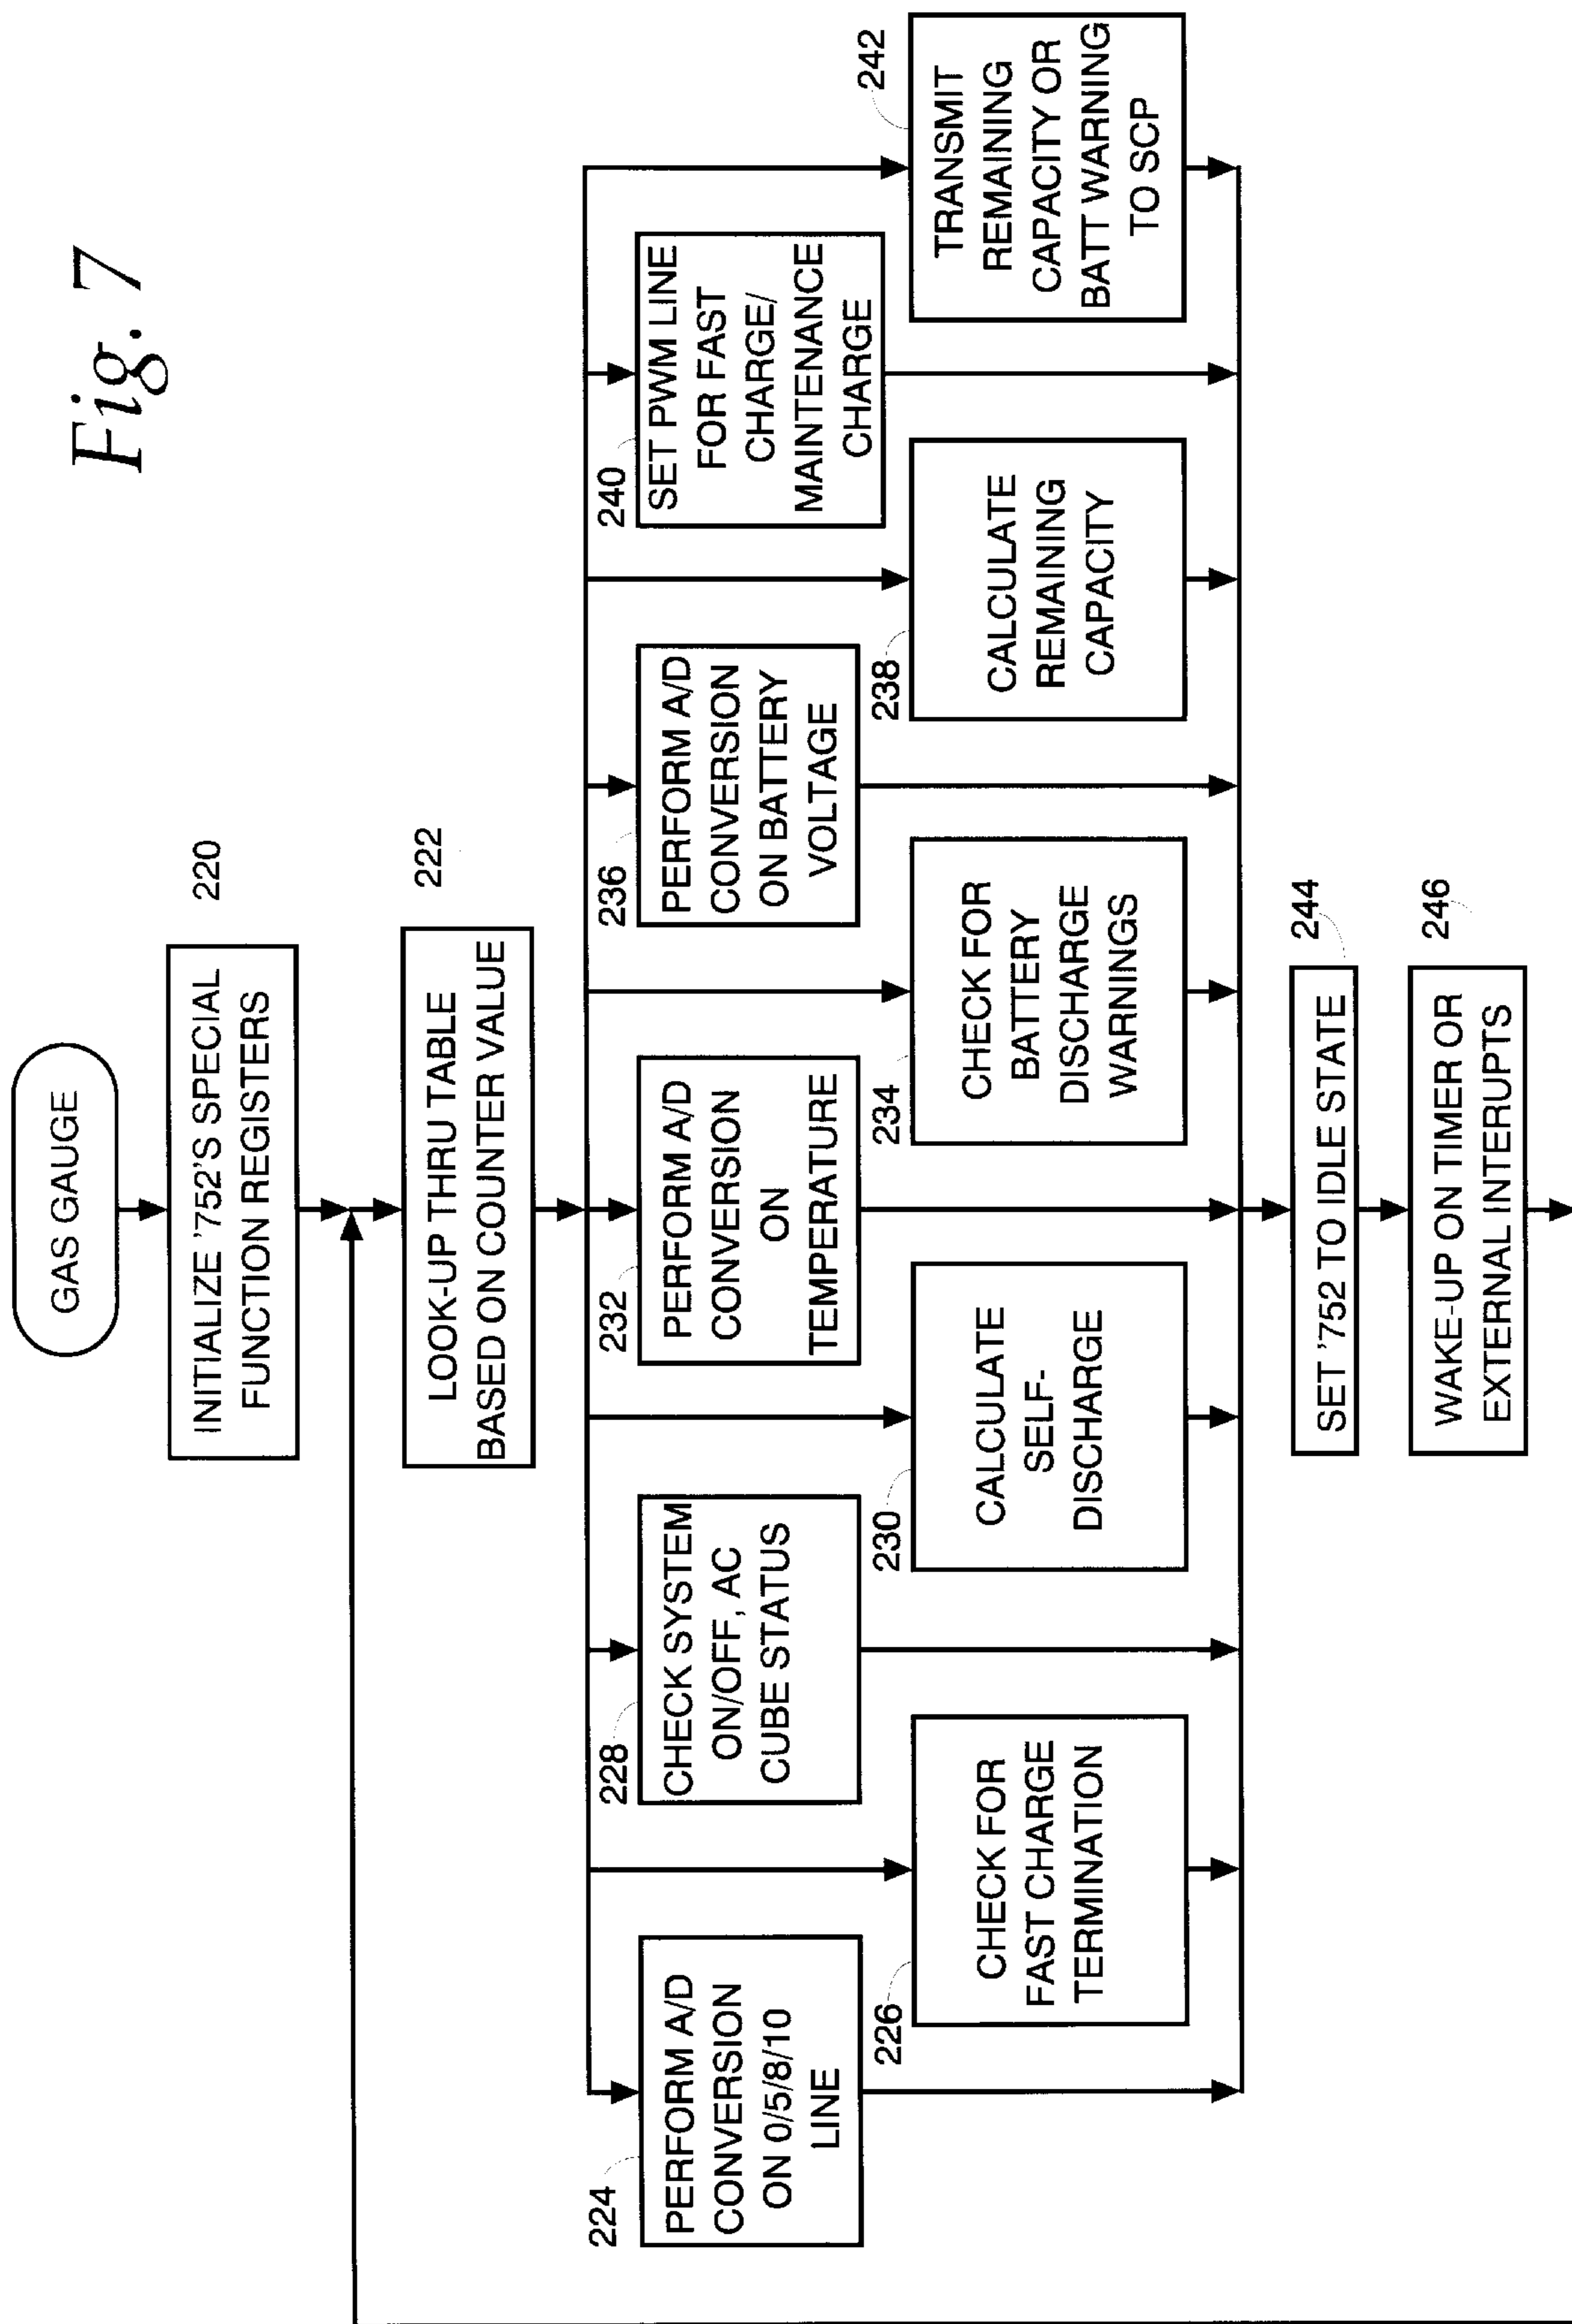 Fig. 7
GAS GAUGE
220
INITIALIZE '752'S SPECIAL
FUNCTION REGISTERS
222
LOOK-UP THRU TABLE
BASED ON COUNTER VALUE
224
PERFORM A/D
CONVERSION
ON 0/5/8/10
LINE
226
CHECK FOR
FAST CHARGE
TERMINATION
228
CHECK SYSTEM
ON/OFF, AC
CUBE STATUS
230
CALCULATE
SELF-
DISCHARGE
232
PERFORM A/D
CONVERSION
ON
TEMPERATURE
234
CHECK FOR
BATTERY
DISCHARGE
WARNINGS
236
PERFORM A/D
CONVERSION
ON BATTERY
VOLTAGE
238
CALCULATE
REMAINING
CAPACITY
240
SET PWM LINE
FOR FAST
CHARGE/
MAINTENANCE
CHARGE
242
TRANSMIT
REMAINING
CAPACITY OR
BATT WARNING
TO SCP
244
SET '752 TO IDLE STATE
246
WAKE-UP ON TIMER OR
EXTERNAL INTERUPTS